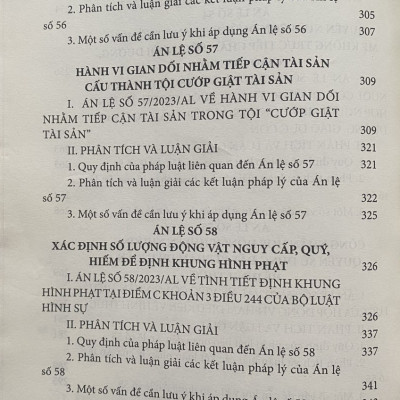 2. Phân tích và luận giải các kết luận pháp lý của Án lệ
số 56 305
3. Một số vấn đề cần lưu ý khi áp dụng Án lệ số 56 307
ÁN LỆ SỐ 57
HÀNH VI GIAN DỐI NHẰM TIẾP CẬN TÀI SẢN
CẤU THÀNH TỘI CƯỚP GIẬT TÀI SẢN 309
I. ÁN LỆ SỐ 57/2023/AL VỀ HÀNH VI GIAN DỐI
NHẰM TIẾP CẬN TÀI SẢN TRONG TỘI “CƯỚP GIẬT
TÀI SẢN” 309
II. PHÂN TÍCH VÀ LUẬN GIẢI 321
1. Quy định của pháp luật liên quan đến Án lệ số 57 321
2. Phân tích và luận giải các kết luận pháp lý của Án lệ
số 57 322
3. Một số vấn đề cần lưu ý khi áp dụng Án lệ số 57 325
ÁN LỆ SỐ 58
XÁC ĐỊNH SỐ LƯỢNG ĐỘNG VẬT NGUY CẤP, QUÝ,
HIẾM ĐỂ ĐỊNH KHUNG HÌNH PHẠT 326
I. ÁN LỆ SỐ 58/2023/AL VỀ TÌNH TIẾT ĐỊNH KHUNG
HÌNH PHẠT TẠI ĐIỂM C KHOẢN 3 ĐIỀU 244 CỦA BỘ LUẬT
HÌNH SỰ 326
II. PHÂN TÍCH VÀ LUẬN GIẢI 337
1. Quy định của pháp luật liên quan đến Án lệ số 58 337
2. Phân tích và luận giải các kết luận pháp lý của Án lệ
số 58 341
3. Một số vấn đề cần lưu ý khi áp dụng Án lệ số 58